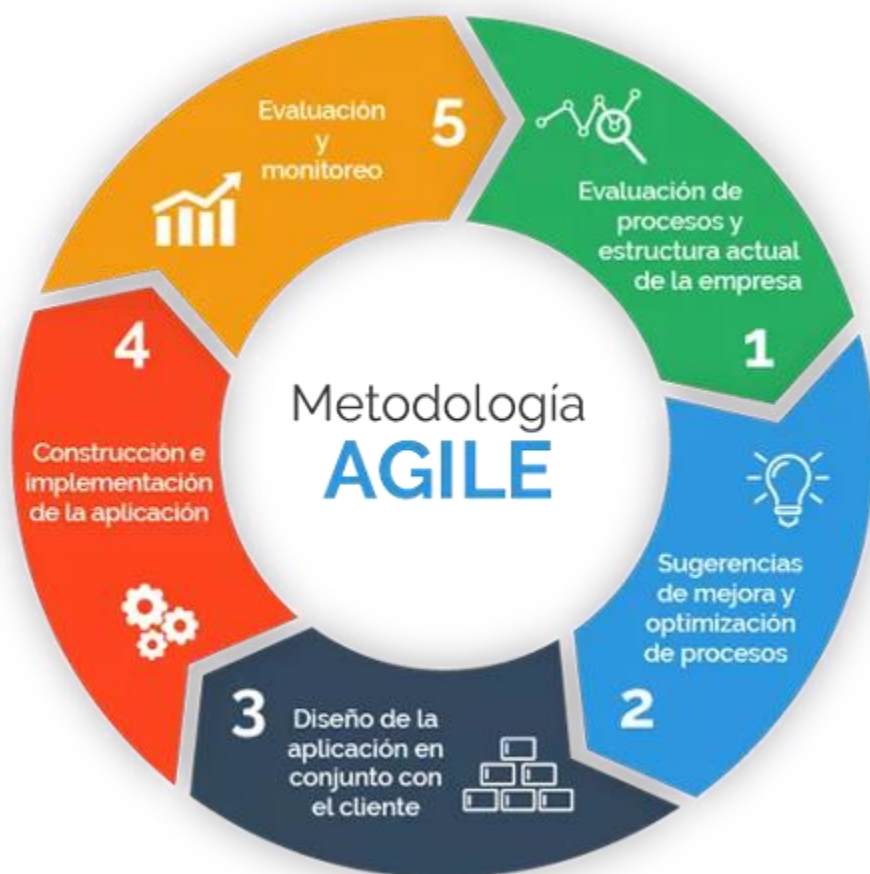 Metodología
AGILE
Evaluación de
procesos y
estructura actual
de la empresa
1
Sugerencias
de mejora y
optimización
de procesos
2
3
Diseño de la
aplicación en
conjunto con
el cliente
4
Construcción e
implementación
de la aplicación
5
Evaluación
y
monitoreo